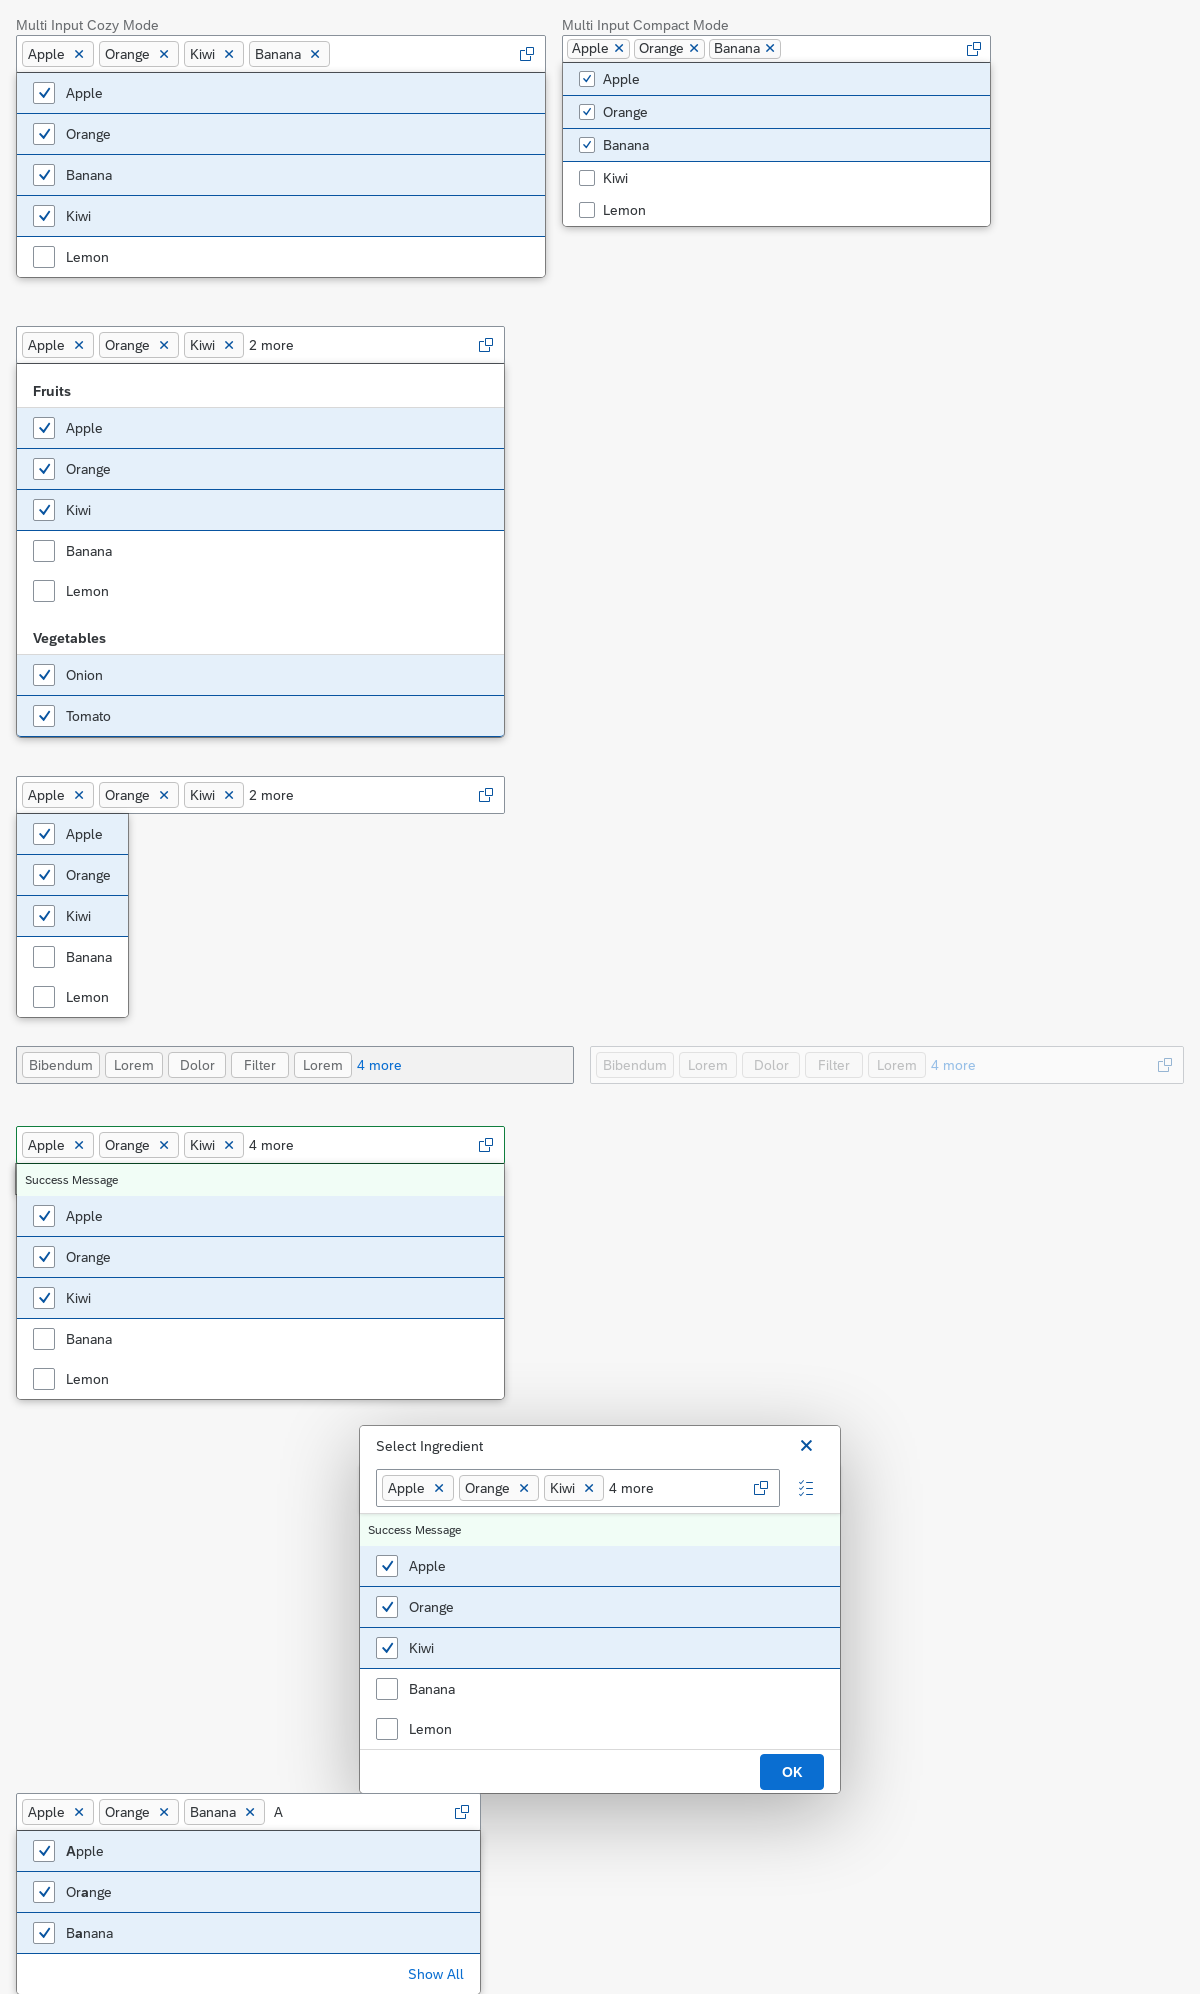 Multi Input Cozy Mode
Apple Orange Kiwi Banana
Apple
Orange
Banana
Kiwi
Lemon
Multi Input Compact Mode
Apple Orange Banana
Apple
Orange
Banana
Kiwi
Lemon
Apple Orange Kiwi 2 more
Fruits
Apple
Orange
Kiwi
Banana
Lemon
Vegetables
Onion
Tomato
Apple Orange Kiwi 2 more
Apple
Orange
Kiwi
Banana
Lemon
Bibendum Lorem Dolor Filter Lorem 4 more
Bibendum Lorem Dolor Filter Lorem 4 more
Apple Orange Kiwi 4 more
Success Message
Apple
Orange
Kiwi
Banana
Lemon
Select Ingredient
Apple Orange Kiwi 4 more
Success Message
Apple
Orange
Kiwi
Banana
Lemon
OK
Apple Orange Banana A
Apple
Orange
Banana
Show All